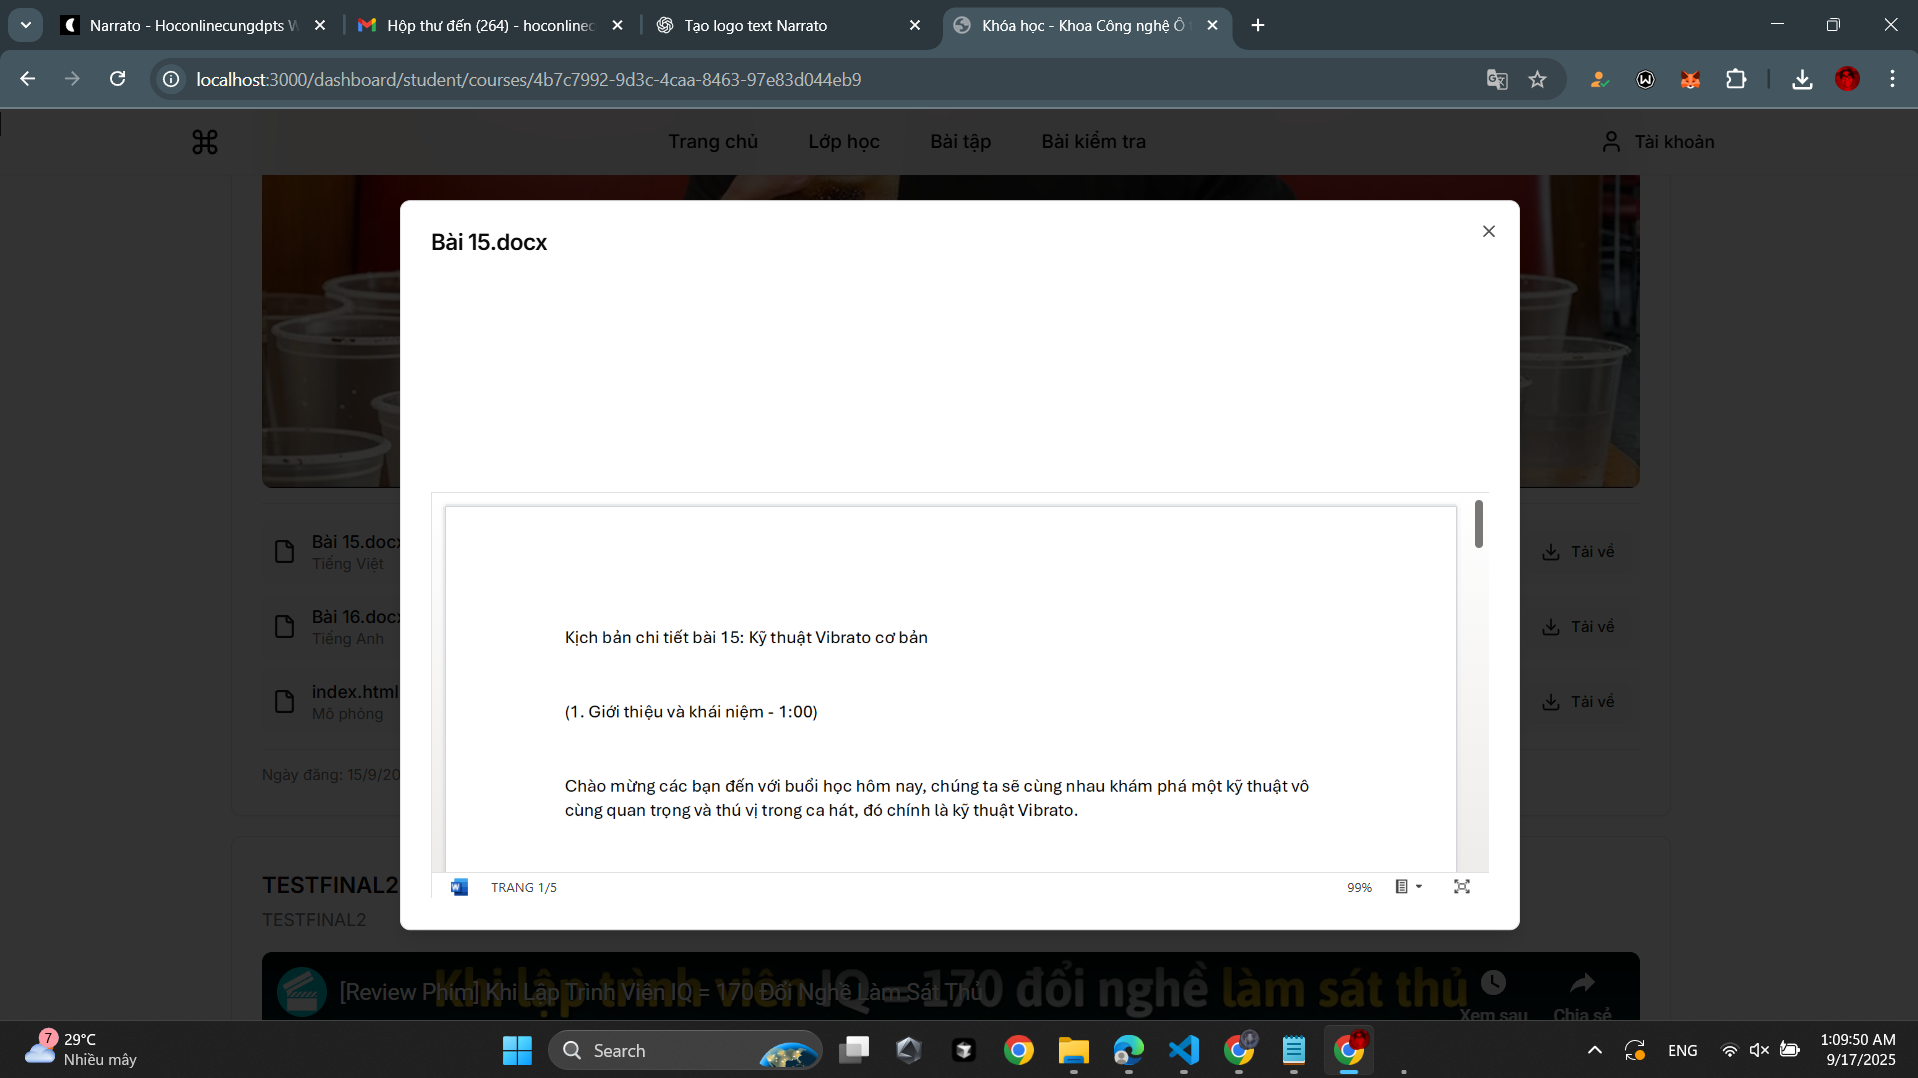 Narrato - Hoconlinecungdpts W
Hộp thư đến (264) - hoconlinec
Tạo logo text Narrato
Khóa học - Khoa Công nghệ Ô
localhost:3000/dashboard/student/courses/4b7c7992-9d3c-4caa-8463-97e83d044eb9
Trang chủ
Lớp học
Bài tập
Bài kiểm tra
Tài khoản
Bài 15.docx
Kịch bản chi tiết bài 15: Kỹ thuật Vibrato cơ bản
(1. Giới thiệu và khái niệm - 1:00)
Chào mừng các bạn đến với buổi học hôm nay, chúng ta sẽ cùng nhau khám phá một kỹ thuật vô
cùng quan trọng và thú vị trong ca hát, đó chính là kỹ thuật Vibrato.
TRANG 1/5
99%
Bài 15.docx
Tiếng Việt
Tải về
Bài 16.docx
Tiếng Anh
Tải về
index.html
Mô phỏng
Tải về
Ngày đăng: 15/9/20
TESTFINAL2
TESTFINAL2
[Review Phim] Khi Lập Trình Viên IQ = 170 Đổi Nghề Làm Sát Thủ
Khi lập trình viên IQ = 170 đổi nghề làm sát thủ
Xem sau
Chia sẻ
7
29°C
Nhiều mây
Search
ENG
1:09:50 AM
9/17/2025